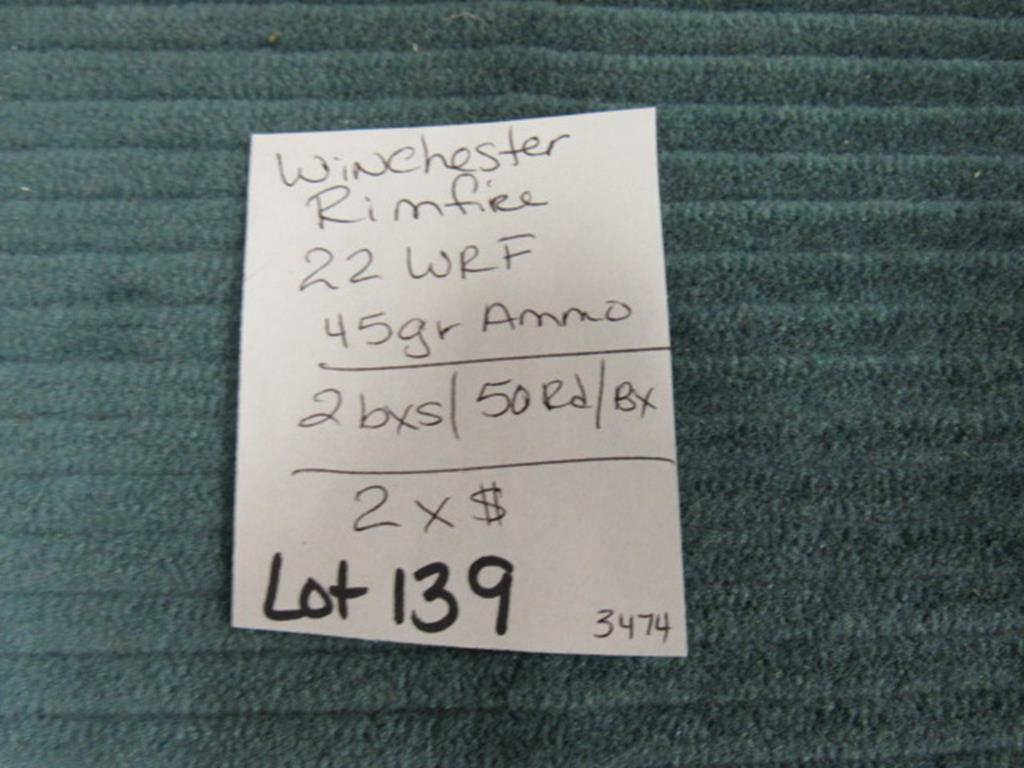 Winchester
Rimfire
22 WRF
45gr Ammo
2 bxs/ 50 Rd/Bx
2 x $
Lot 139
3474